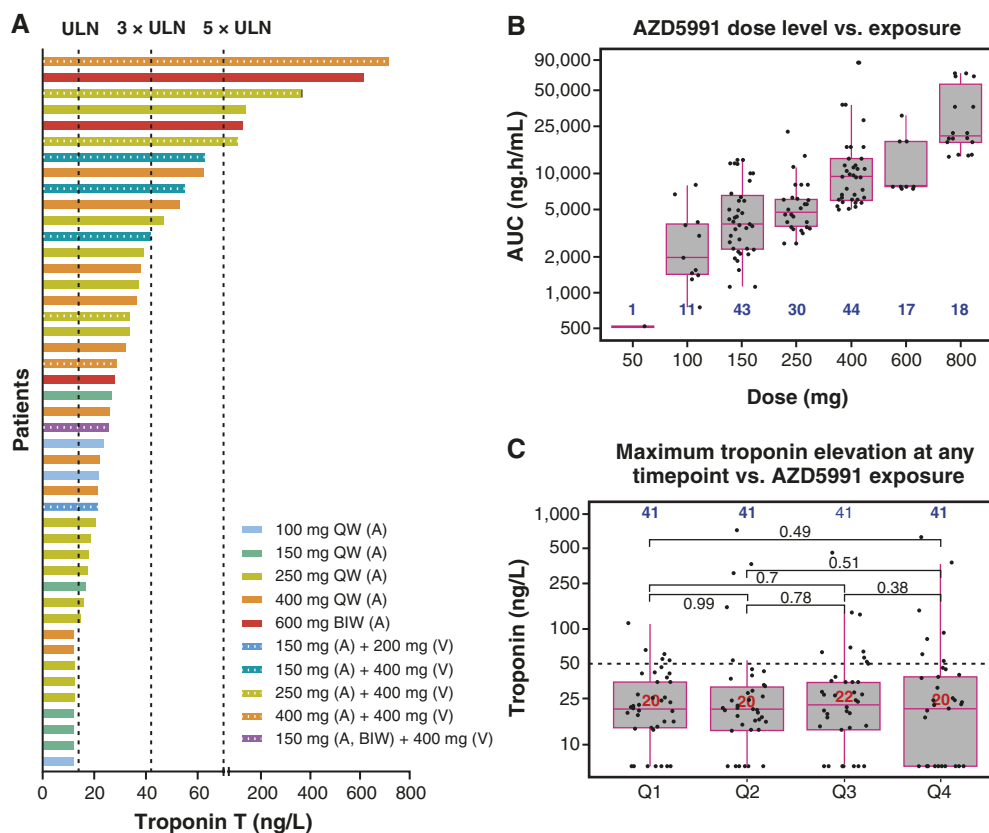 A
ULN 3 × ULN 5 × ULN
Patients
100 mg QW (A)
150 mg QW (A)
250 mg QW (A)
400 mg QW (A)
600 mg BIW (A)
150 mg (A) + 200 mg (V)
150 mg (A) + 400 mg (V)
250 mg (A) + 400 mg (V)
400 mg (A) + 400 mg (V)
150 mg (A, BIW) + 400 mg (V)
0 20 40 60 200 400 600 800
Troponin T (ng/L)
B
AZD5991 dose level vs. exposure
AUC (ng.h/mL)
90,000
50,000
25,000
10,000
5,000
2,000
1,000
500
1 11 43 30 44 17 18
50 100 150 250 400 600 800
Dose (mg)
C
Maximum troponin elevation at any
timepoint vs. AZD5991 exposure
Troponin (ng/L)
1,000
500
250
100
50
25
10
41 41 41 41
0.49
0.51
0.7
0.38
0.99
0.78
20 20 22 20
Q1 Q2 Q3 Q4